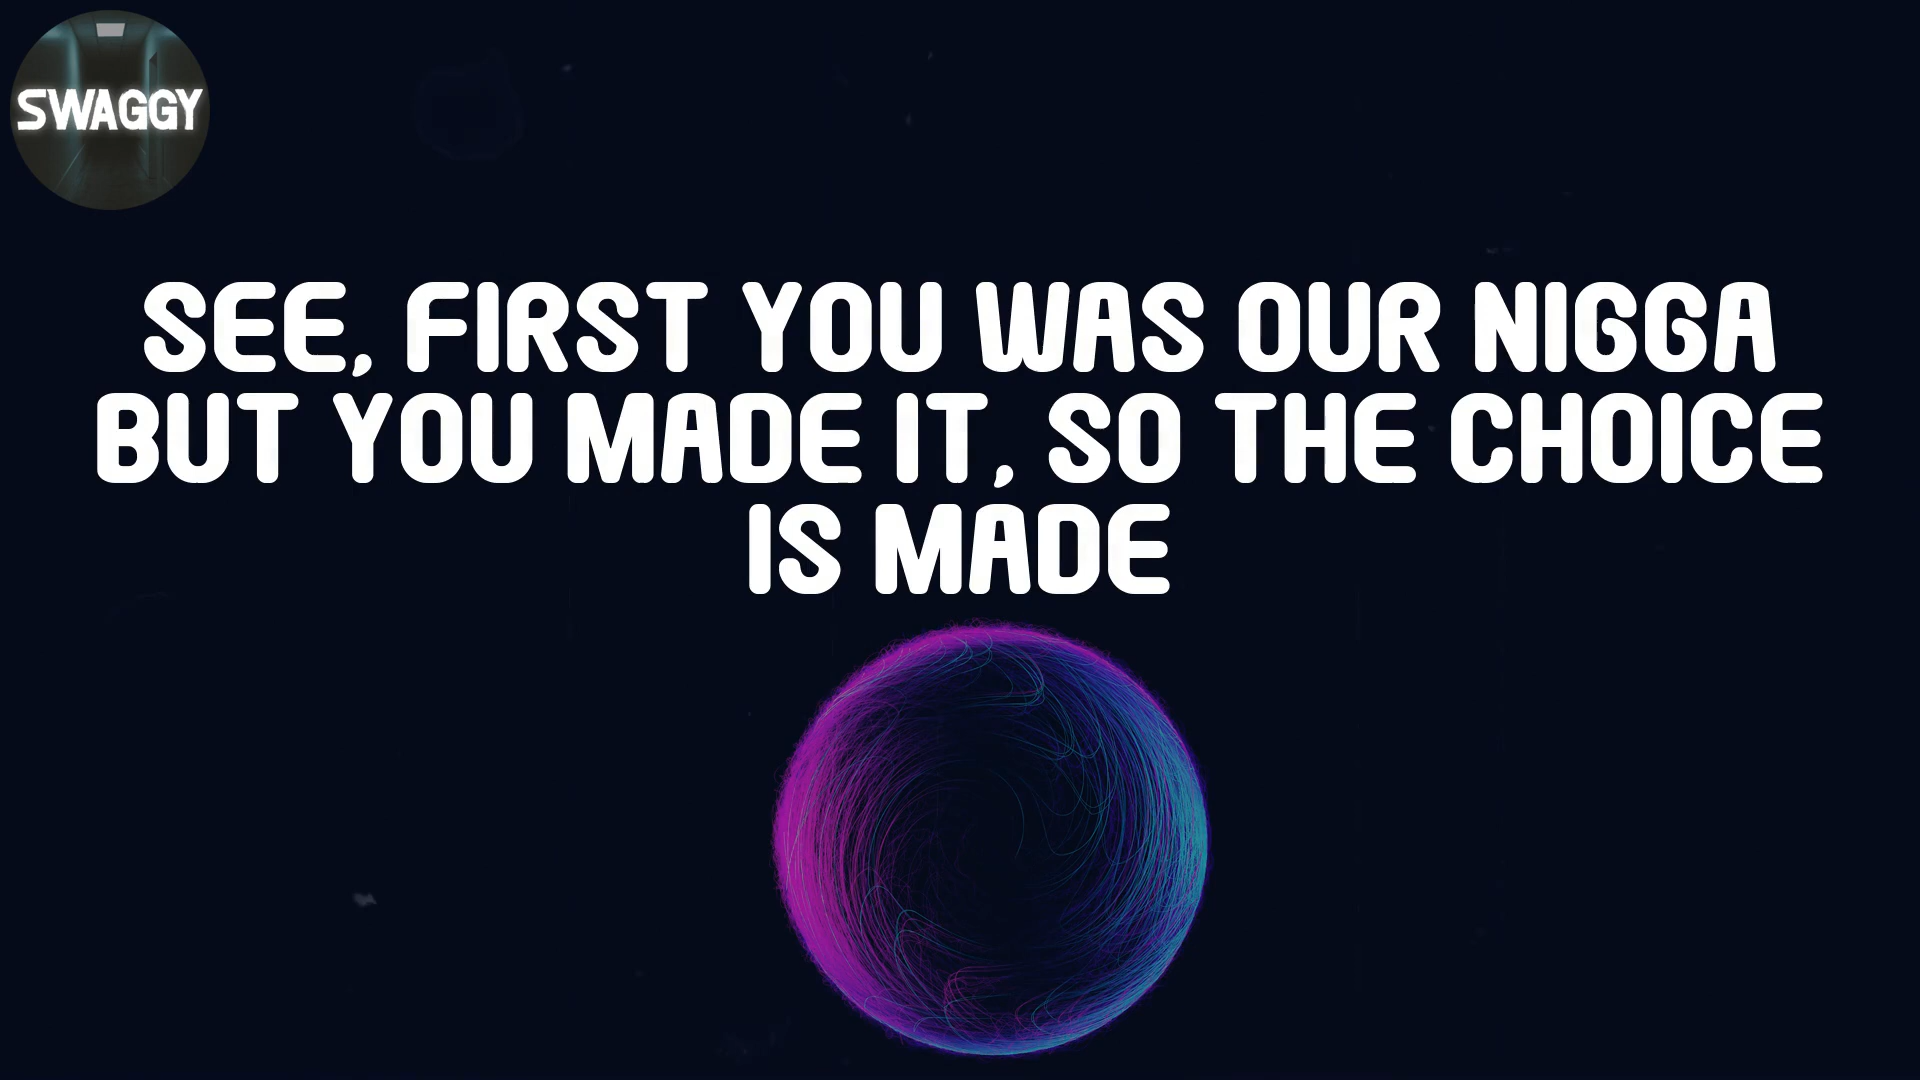 SWAGGY
SEE, FIRST YOU WAS OUR NIGGA
BUT YOU MADE IT, SO THE CHOICE
IS MADE